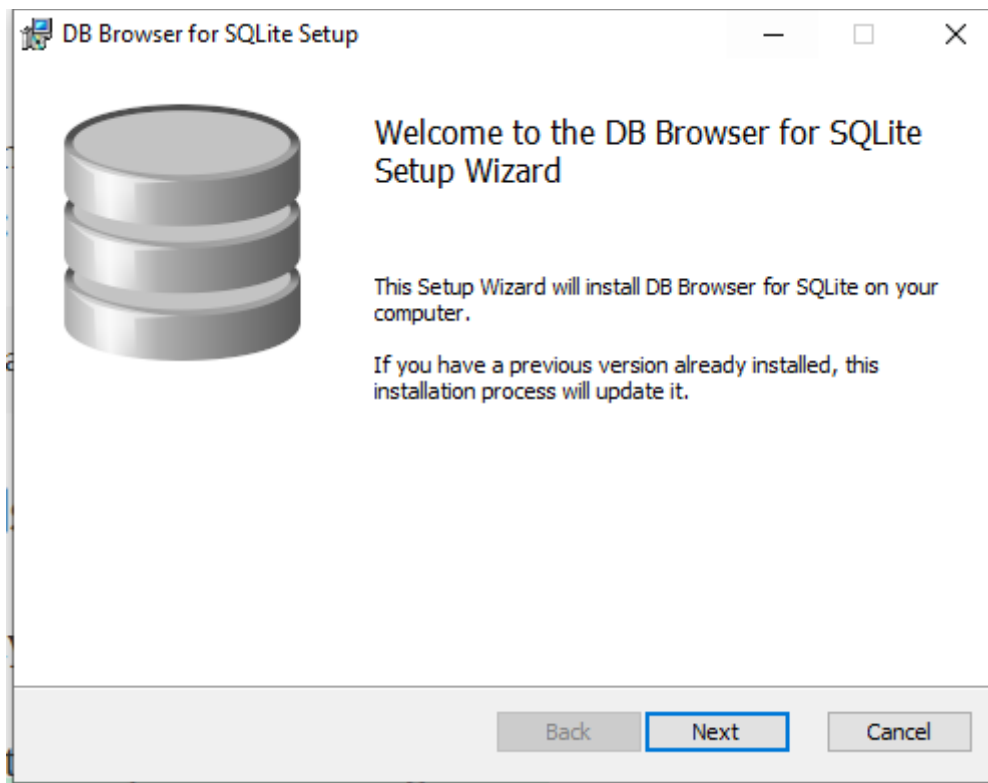 DB Browser for SQLite Setup
Welcome to the DB Browser for SQLite
Setup Wizard
This Setup Wizard will install DB Browser for SQLite on your
computer.
If you have a previous version already installed, this
installation process will update it.
Back
Next
Cancel